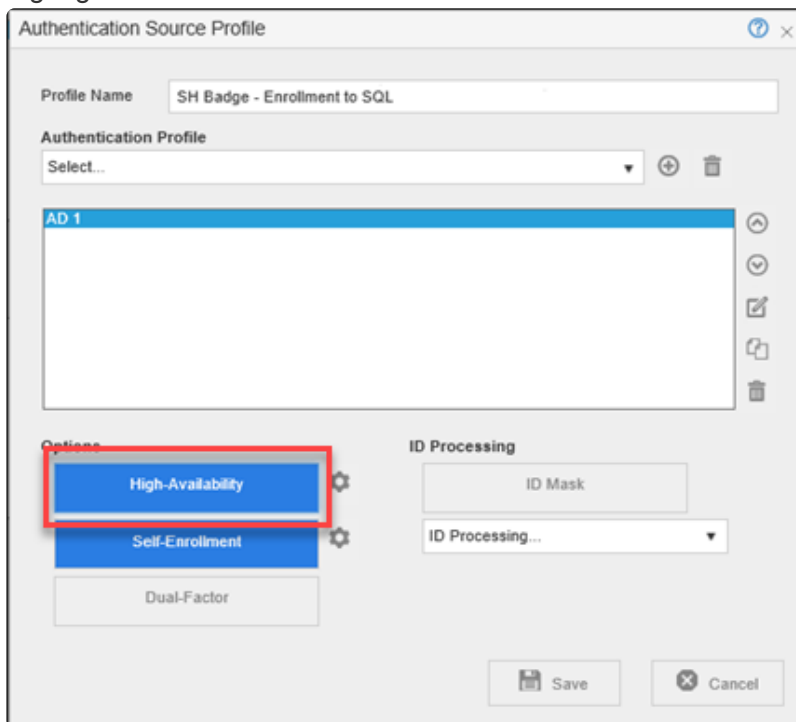 Authentication Source Profile
Profile Name SH Badge - Enrollment to SQL
Authentication Profile
Select...
AD 1
Options ID Processing
High-Availability ID Mask
Self-Enrollment ID Processing...
Dual-Factor
Save Cancel